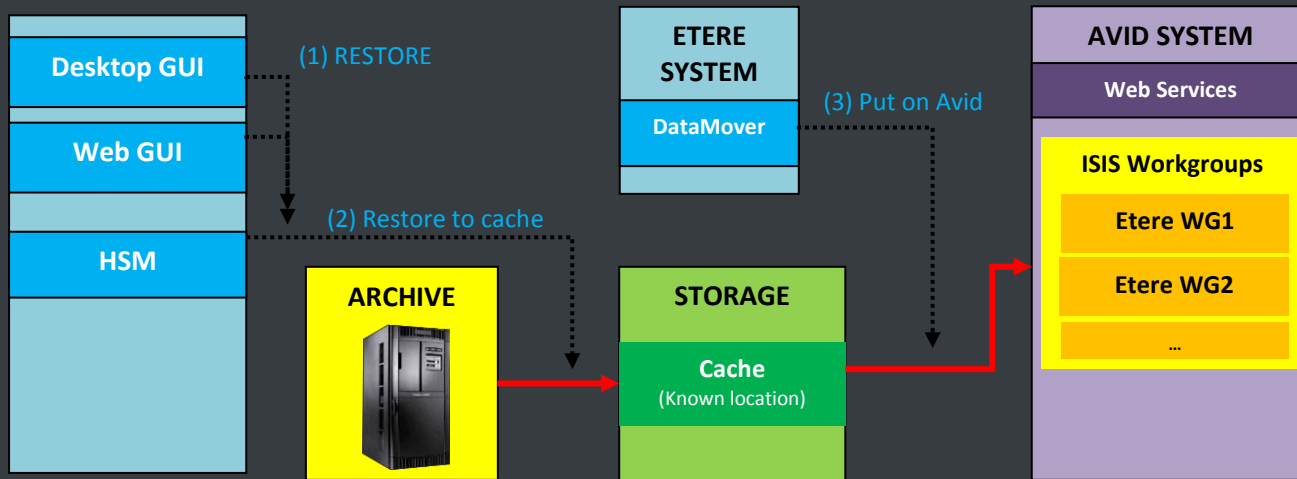 Desktop GUI
Web GUI
HSM
(1) RESTORE
(2) Restore to cache
ARCHIVE
ETERE
SYSTEM
DataMover
(3) Put on Avid
STORAGE
Cache
(Known location)
AVID SYSTEM
Web Services
ISIS Workgroups
Etere WG1
Etere WG2
...